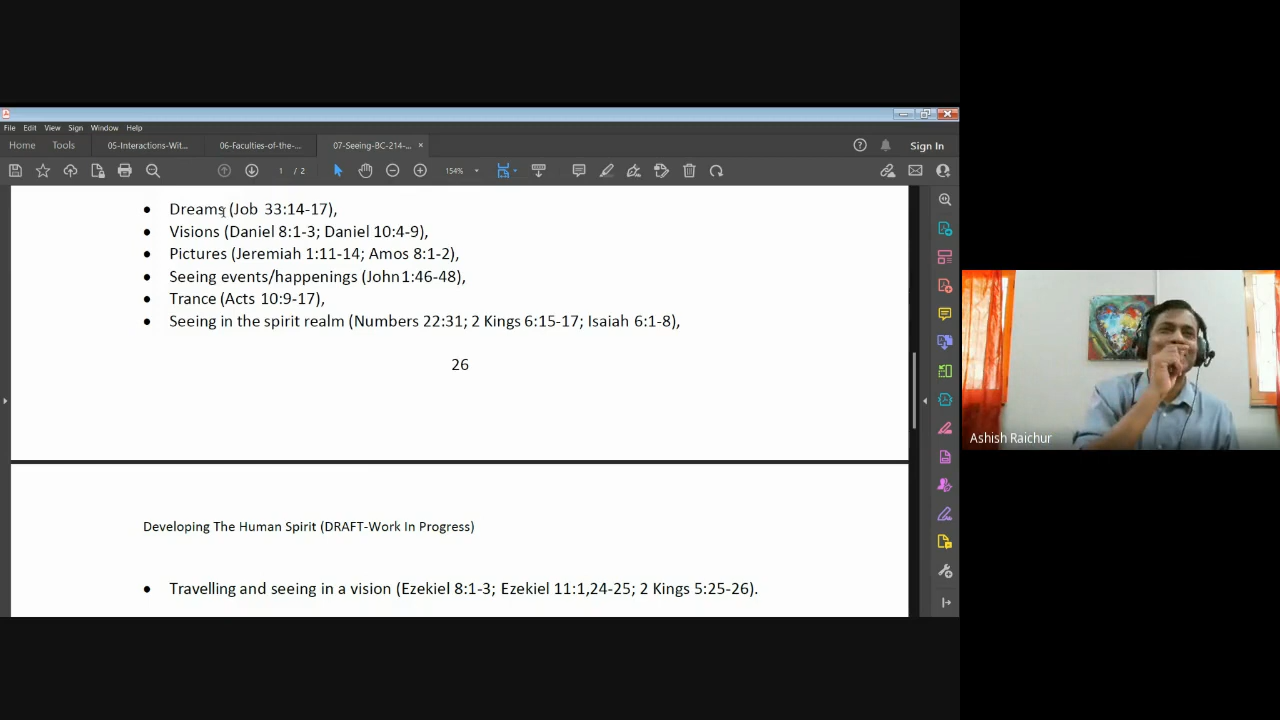 File Edit View Sign Window Help
Home Tools 05-Interactions-Wit... 06-Faculties-of-the-... 07-Seeing-BC-214-... × Sign In
1 / 2 154%
• Dreams (Job 33:14-17),
• Visions (Daniel 8:1-3; Daniel 10:4-9),
• Pictures (Jeremiah 1:11-14; Amos 8:1-2),
• Seeing events/happenings (John 1:46-48),
• Trance (Acts 10:9-17),
• Seeing in the spirit realm (Numbers 22:31; 2 Kings 6:15-17; Isaiah 6:1-8),
26
Developing The Human Spirit (DRAFT-Work In Progress)
• Travelling and seeing in a vision (Ezekiel 8:1-3; Ezekiel 11:1,24-25; 2 Kings 5:25-26).
Ashish Raichur